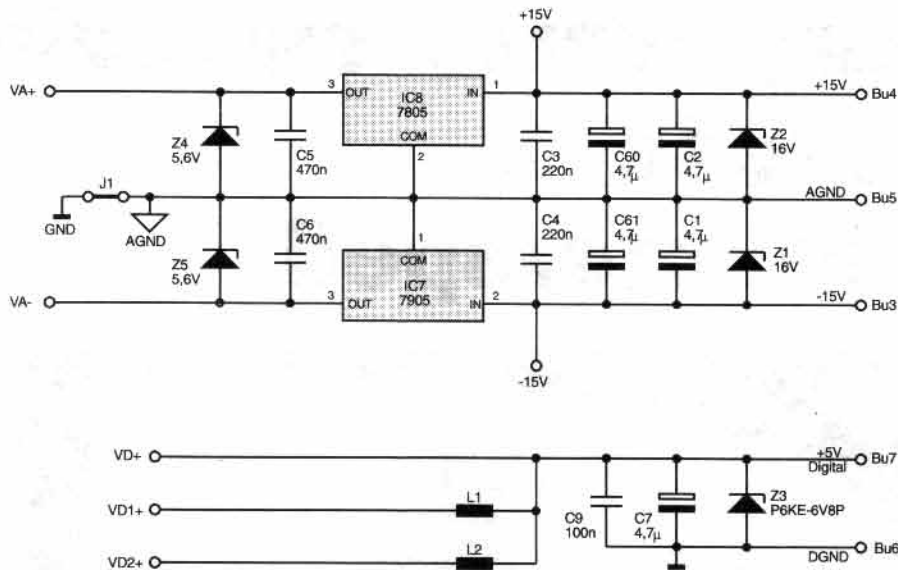 +15V
VA+
3
OUT
IC8
7805
IN
1
COM
2
+15V
Bu4
Z4
5,6V
C5
470n
C3
220n
C60
4,7µ
C2
4,7µ
Z2
16V
J1
GND
AGND
AGND
Bu5
Z5
5,6V
C6
470n
1
COM
IC7
7905
C4
220n
C61
4,7µ
C1
4,7µ
Z1
16V
VA-
3
OUT
IN
2
-15V
Bu3
-15V
VD+
+5V
Digital
Bu7
VD1+
L1
C9
100n
C7
4,7µ
Z3
P6KE-6V8P
VD2+
L2
DGND
Bu6